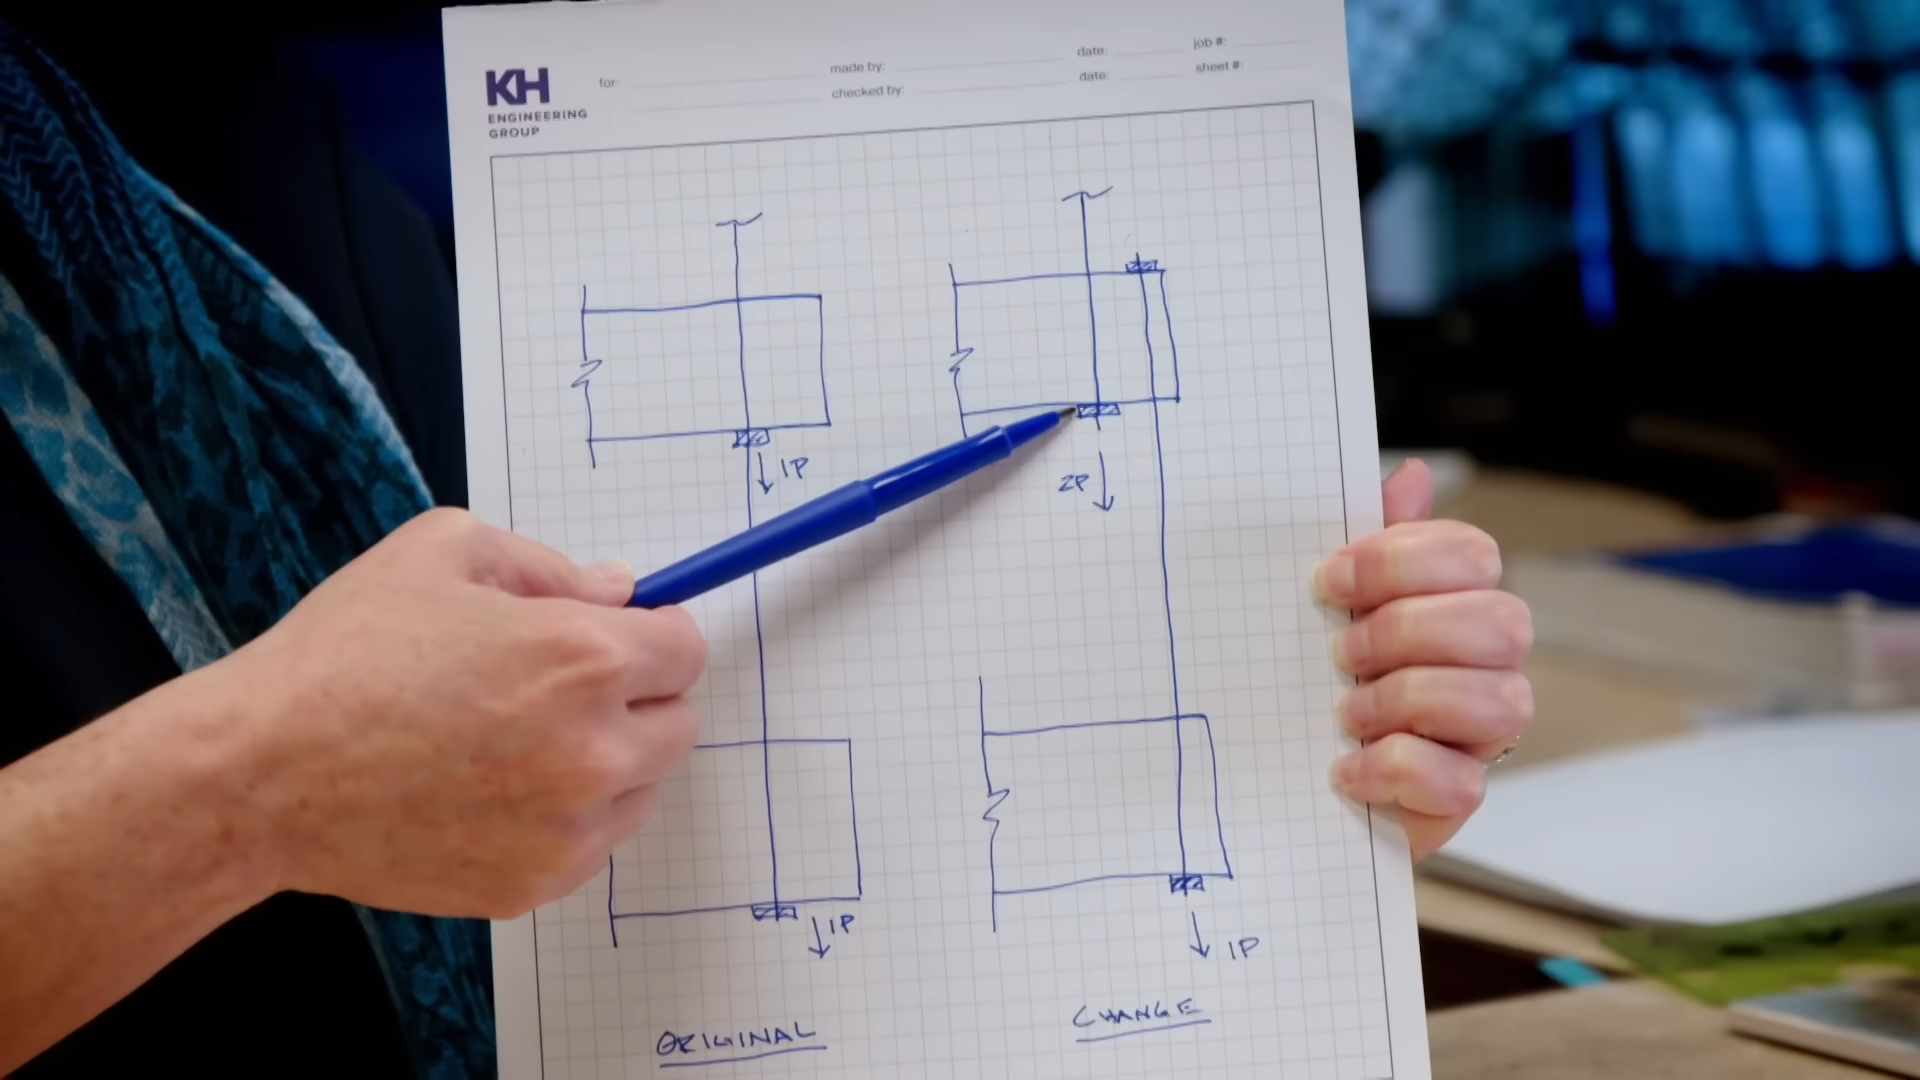 KH
ENGINEERING
GROUP
for:
made by:
checked by:
date:
date:
job #:
sheet #:
1P
2P
1P
1P
ORIGINAL
CHANGE